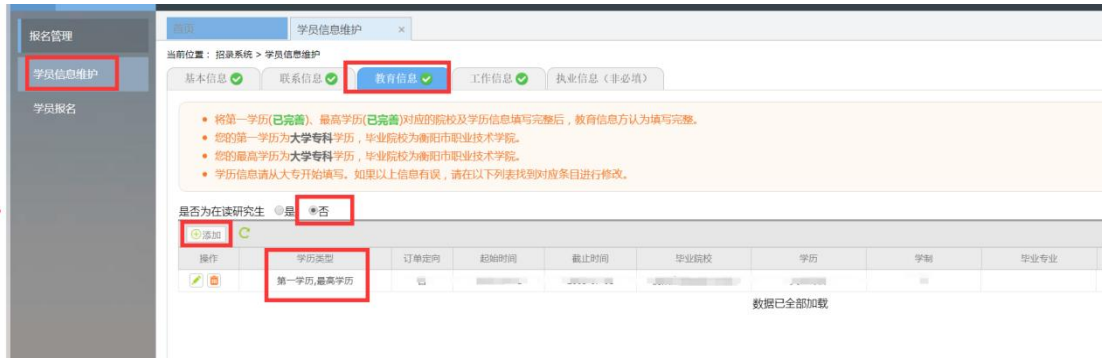 报名管理
学员信息维护
学员报名
首页 学员信息维护 ×
当前位置： 招录系统 > 学员信息维护
基本信息 联系信息 教育信息 工作信息 执业信息（非必填）
• 将第一学历(已完善)、最高学历(已完善)对应的院校及学历信息填写完整后，教育信息方认为填写完整。
• 您的第一学历为大学专科学历，毕业院校为衡阳市职业技术学院。
• 您的最高学历为大学专科学历，毕业院校为衡阳市职业技术学院。
• 学历信息请从大专开始填写。如果以上信息有误，请在以下列表找到对应条目进行修改。
是否为在读研究生 是 否
添加
操作 学历类型 订单定向 起始时间 截止时间 毕业院校 学历 学制 毕业专业
第一学历,最高学历
数据已全部加载